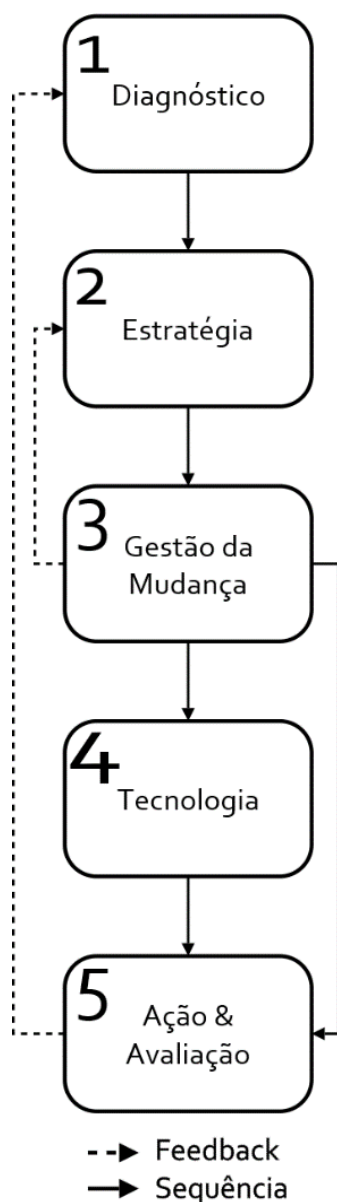 1
Diagnóstico
2
Estratégia
3
Gestão da
Mudança
4
Tecnologia
5
Ação &
Avaliação
Feedback
Sequência